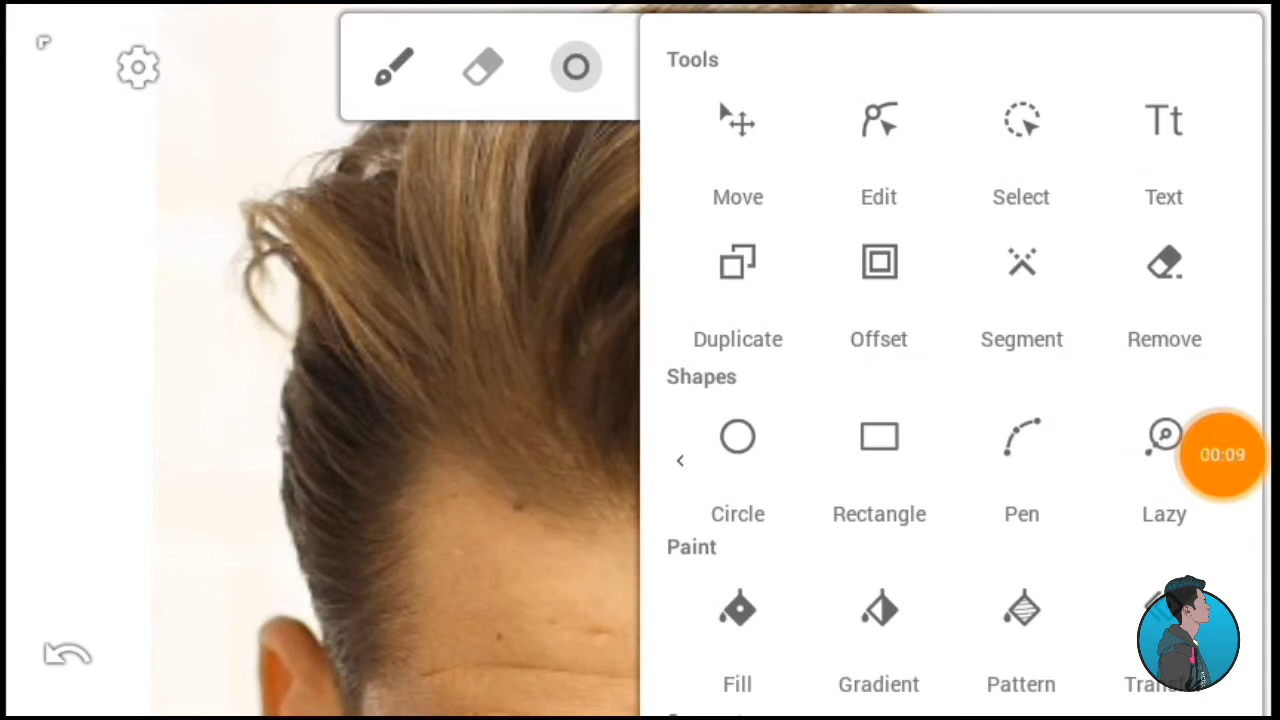 Tools
Move Edit Select Text
Duplicate Offset Segment Remove
Shapes
Circle Rectangle Pen Lazy
00:09
Paint
Fill Gradient Pattern